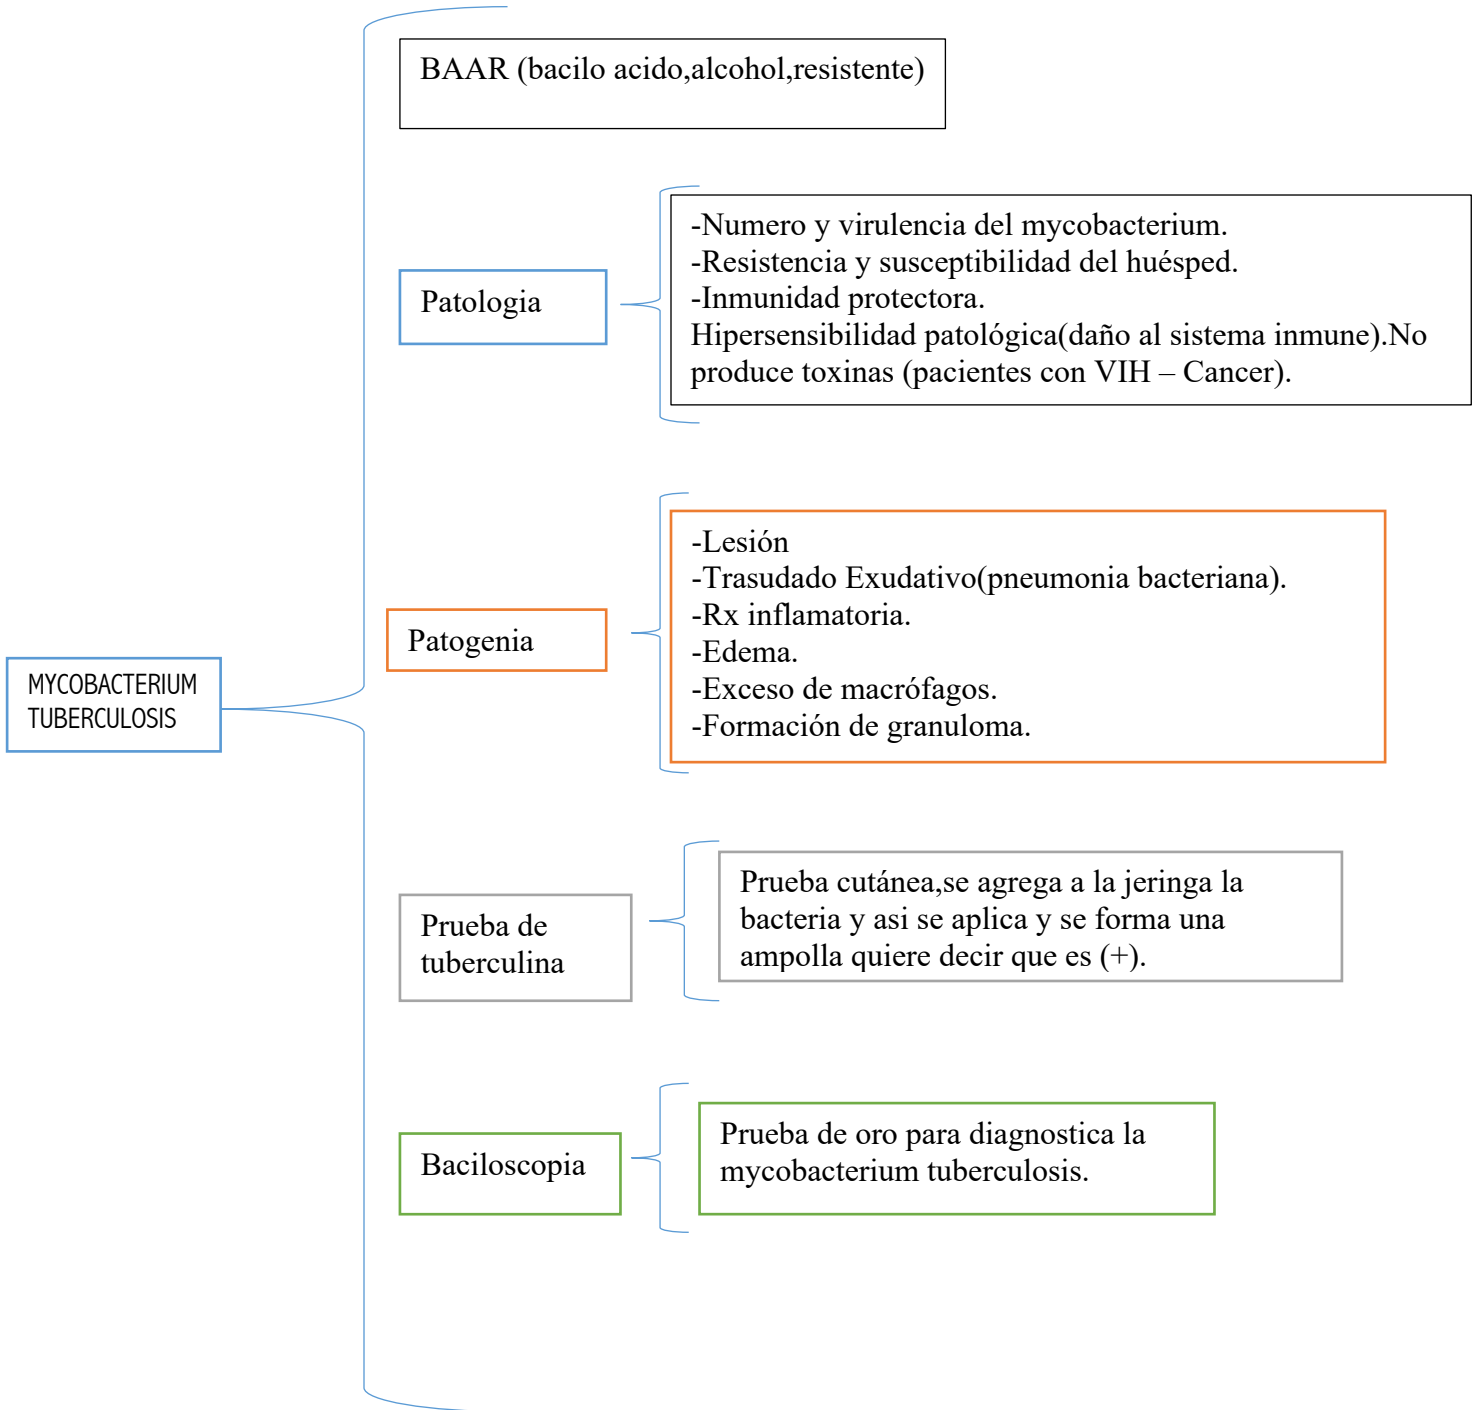 BAAR (bacilo acido,alcohol,resistente)
-Numero y virulencia del mycobacterium.
-Resistencia y susceptibilidad del huésped.
-Inmunidad protectora.
Hipersensibilidad patológica(daño al sistema inmune).No
produce toxinas (pacientes con VIH – Cancer).
Patologia
-Lesión
-Trasudado Exudativo(pneumonia bacteriana).
-Rx inflamatoria.
-Edema.
-Exceso de macrófagos.
-Formación de granuloma.
Patogenia
MYCOBACTERIUM
TUBERCULOSIS
Prueba cutánea,se agrega a la jeringa la
bacteria y asi se aplica y se forma una
ampolla quiere decir que es (+).
Prueba de
tuberculina
Prueba de oro para diagnostica la
mycobacterium tuberculosis.
Baciloscopia